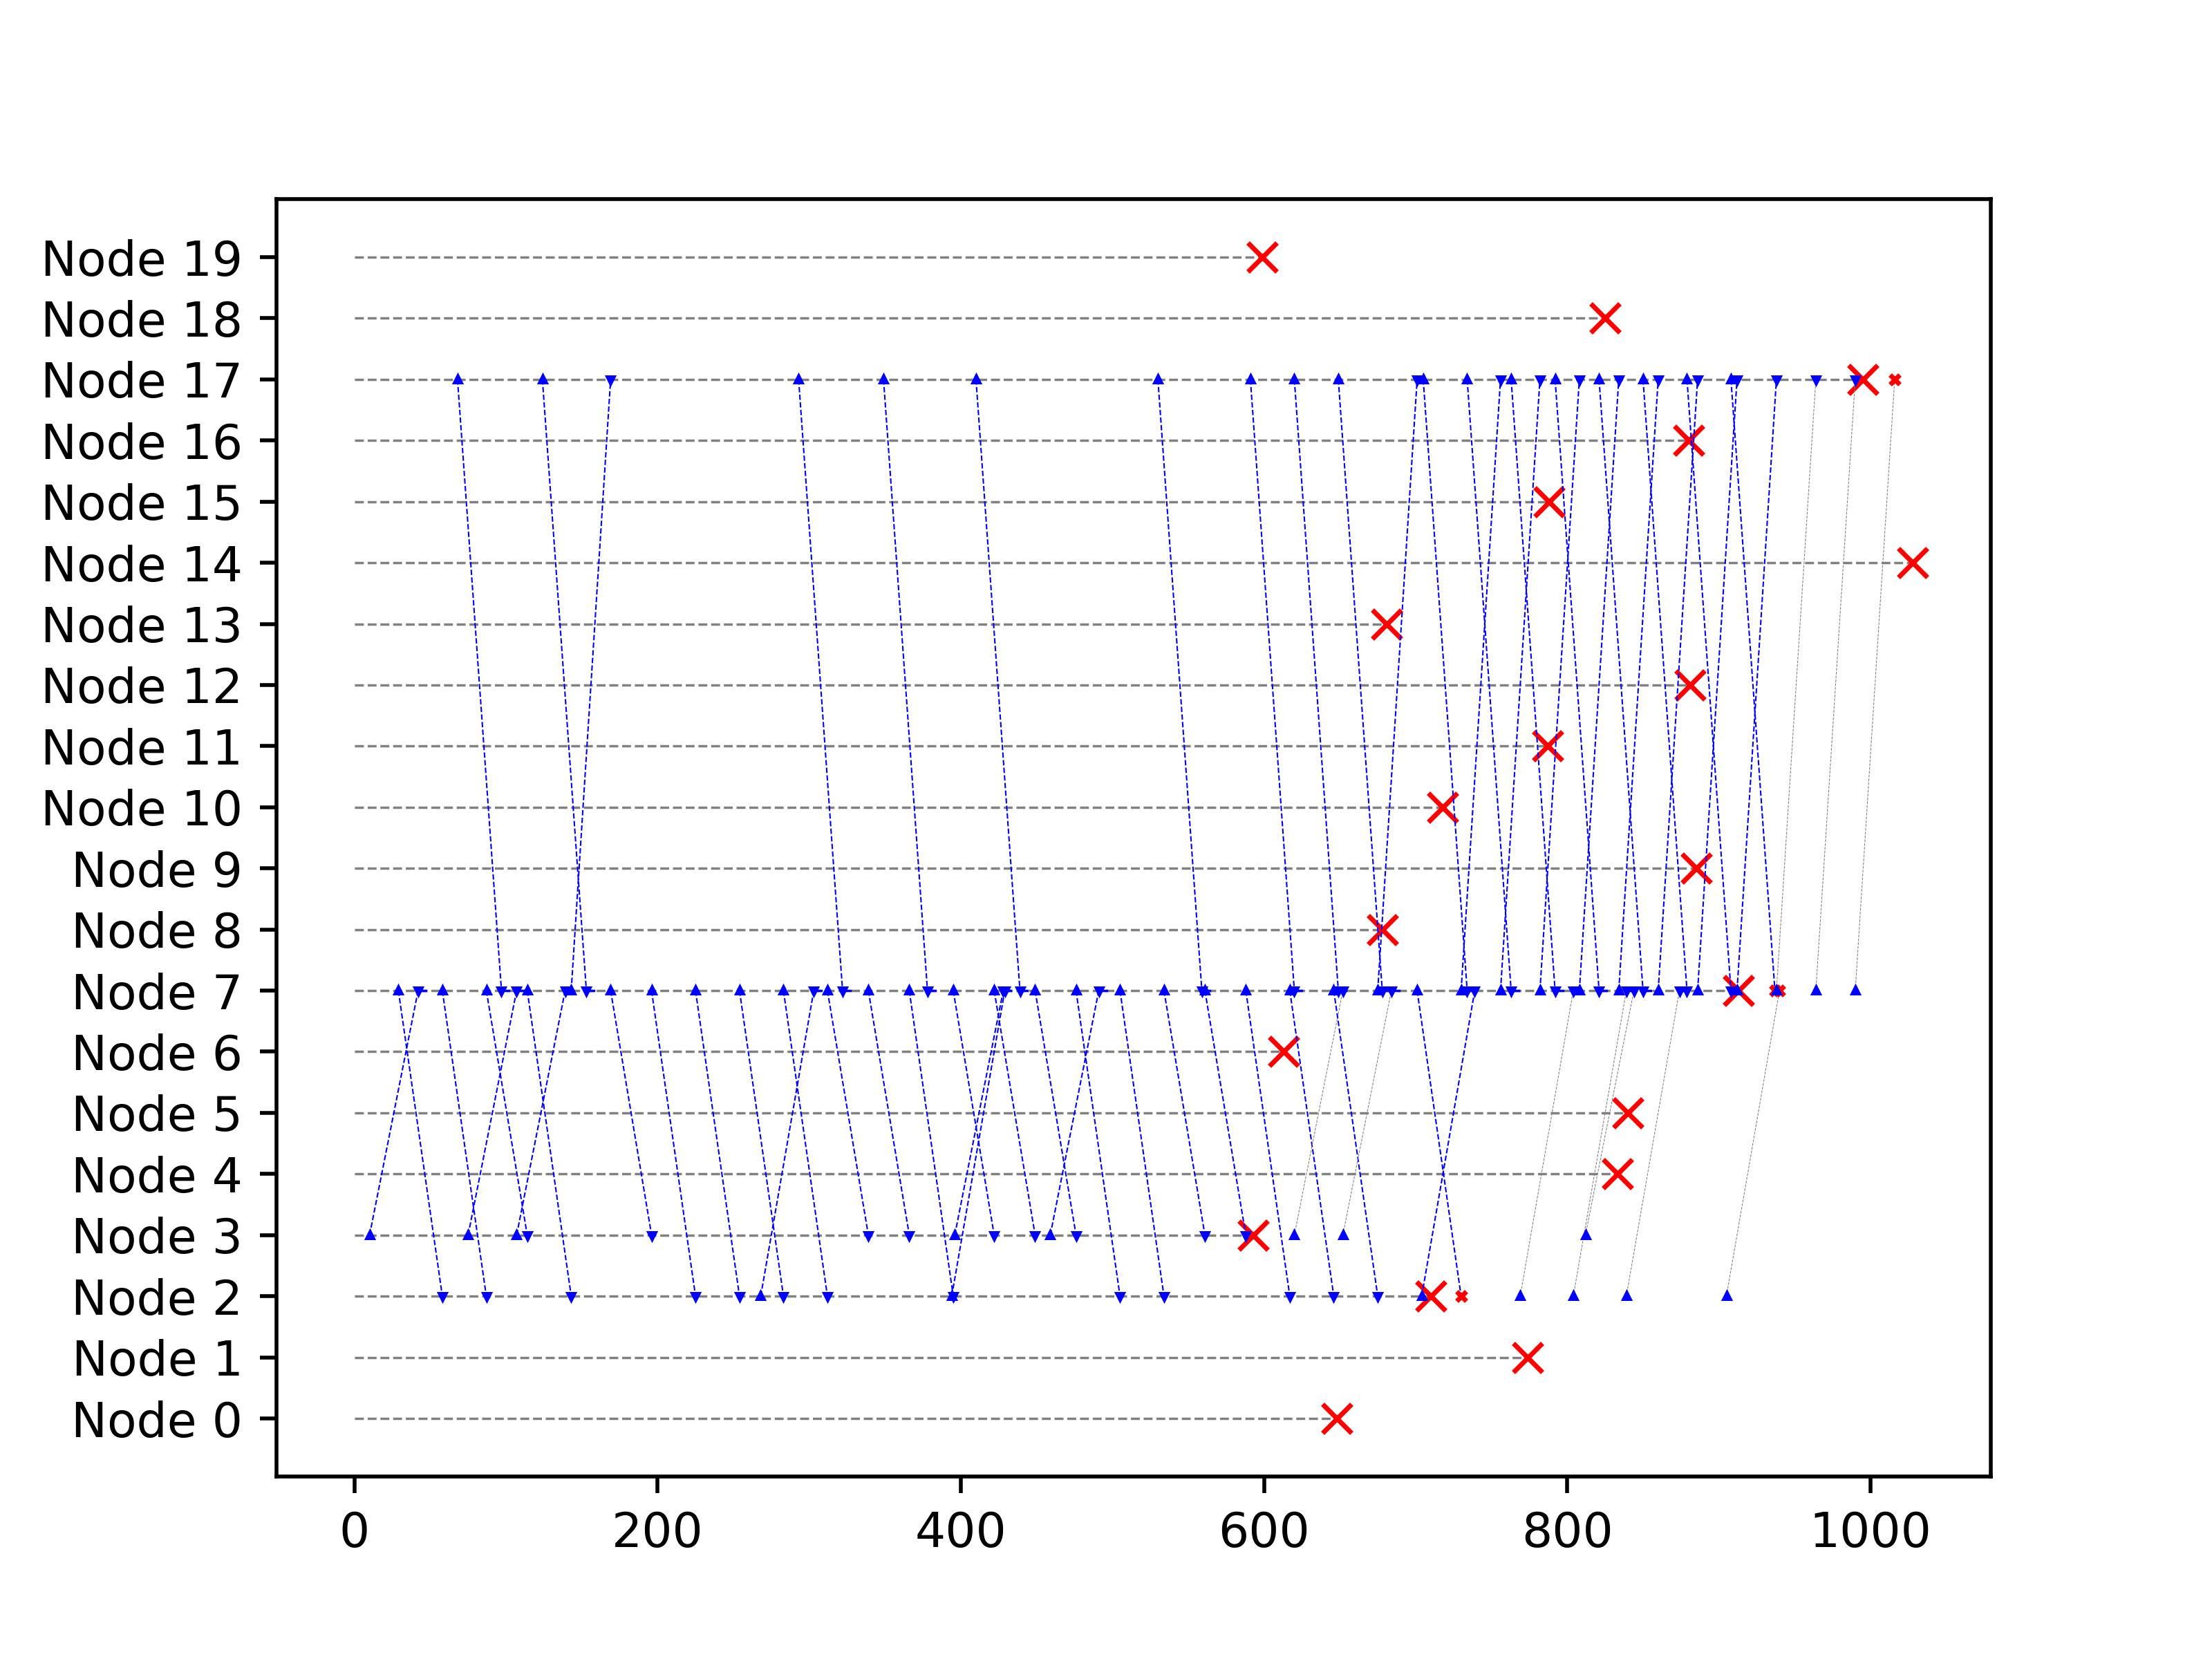 Node 19
Node 18
Node 17
Node 16
Node 15
Node 14
Node 13
Node 12
Node 11
Node 10
Node 9
Node 8
Node 7
Node 6
Node 5
Node 4
Node 3
Node 2
Node 1
Node 0
0 200 400 600 800 1000